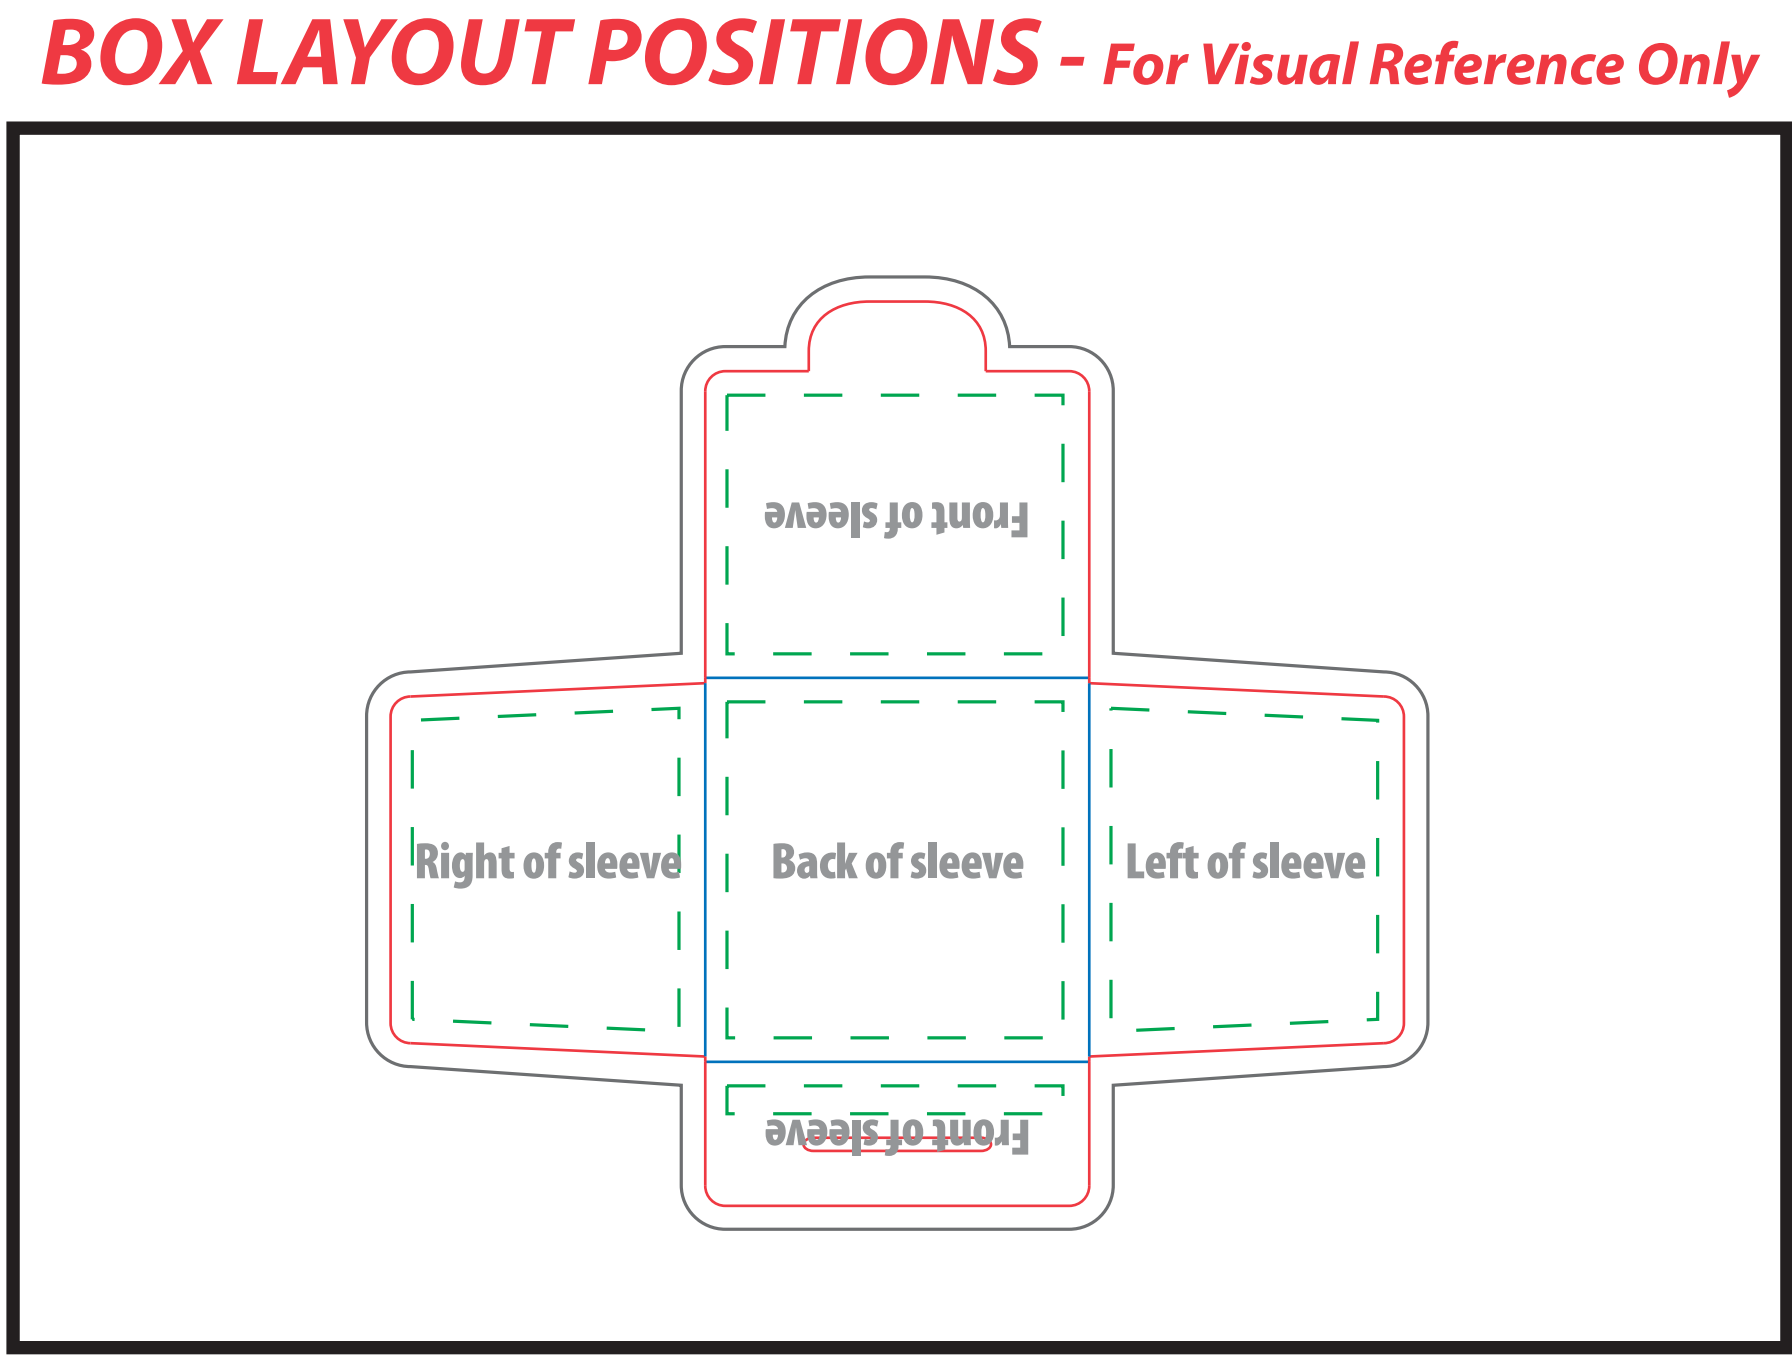 BOX LAYOUT POSITIONS - For Visual Reference Only
Front of sleeve
Right of sleeve
Back of sleeve
Left of sleeve
Front of sleeve